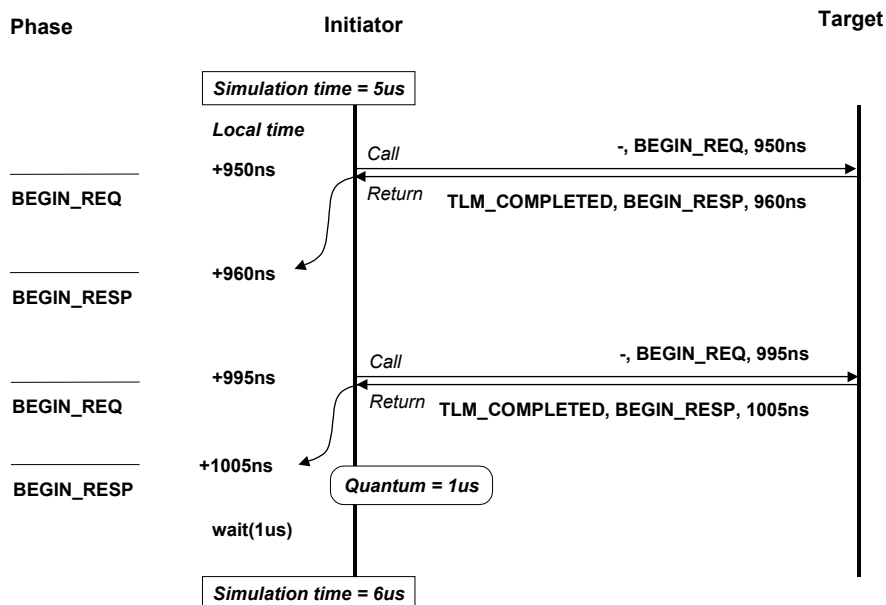 Phase Initiator Target
Simulation time = 5us
Local time
Call -, BEGIN_REQ, 950ns
+950ns
BEGIN_REQ Return TLM_COMPLETED, BEGIN_RESP, 960ns
+960ns
BEGIN_RESP
Call -, BEGIN_REQ, 995ns
+995ns
BEGIN_REQ Return TLM_COMPLETED, BEGIN_RESP, 1005ns
+1005ns
BEGIN_RESP Quantum = 1us
wait(1us)
Simulation time = 6us